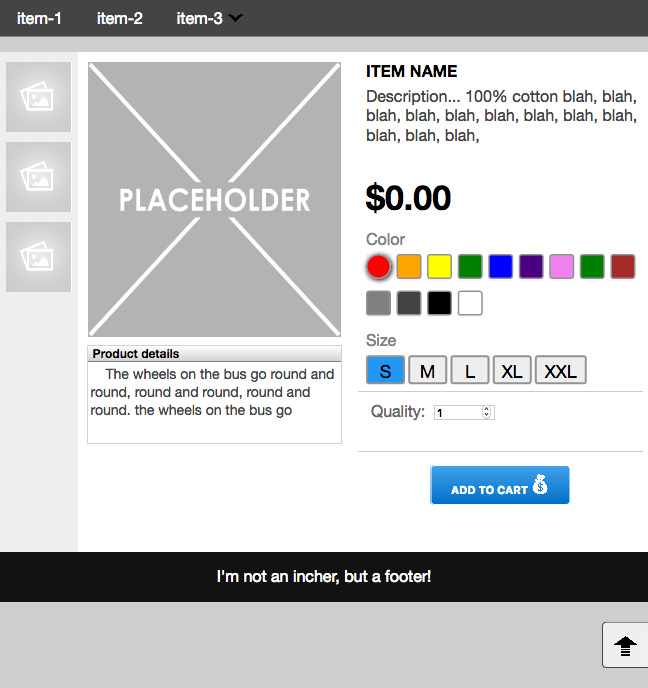 item-1 item-2 item-3
ITEM NAME
Description... 100% cotton blah, blah,
blah, blah, blah, blah, blah, blah, blah,
blah, blah, blah,
PLACEHOLDER
$0.00
Color
Size
S M L XL XXL
Product details
The wheels on the bus go round and
round, round and round, round and
round. the wheels on the bus go
Quality: 1
ADD TO CART
I'm not an incher, but a footer!